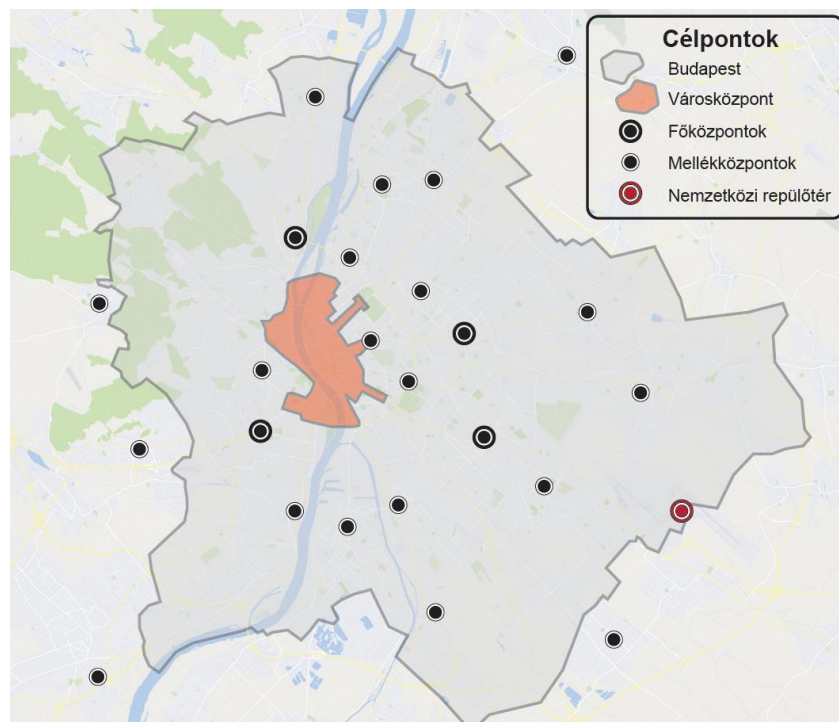 Célpontok
Budapest
Városközpont
Főközpontok
Mellékközpontok
Nemzetközi repülőtér